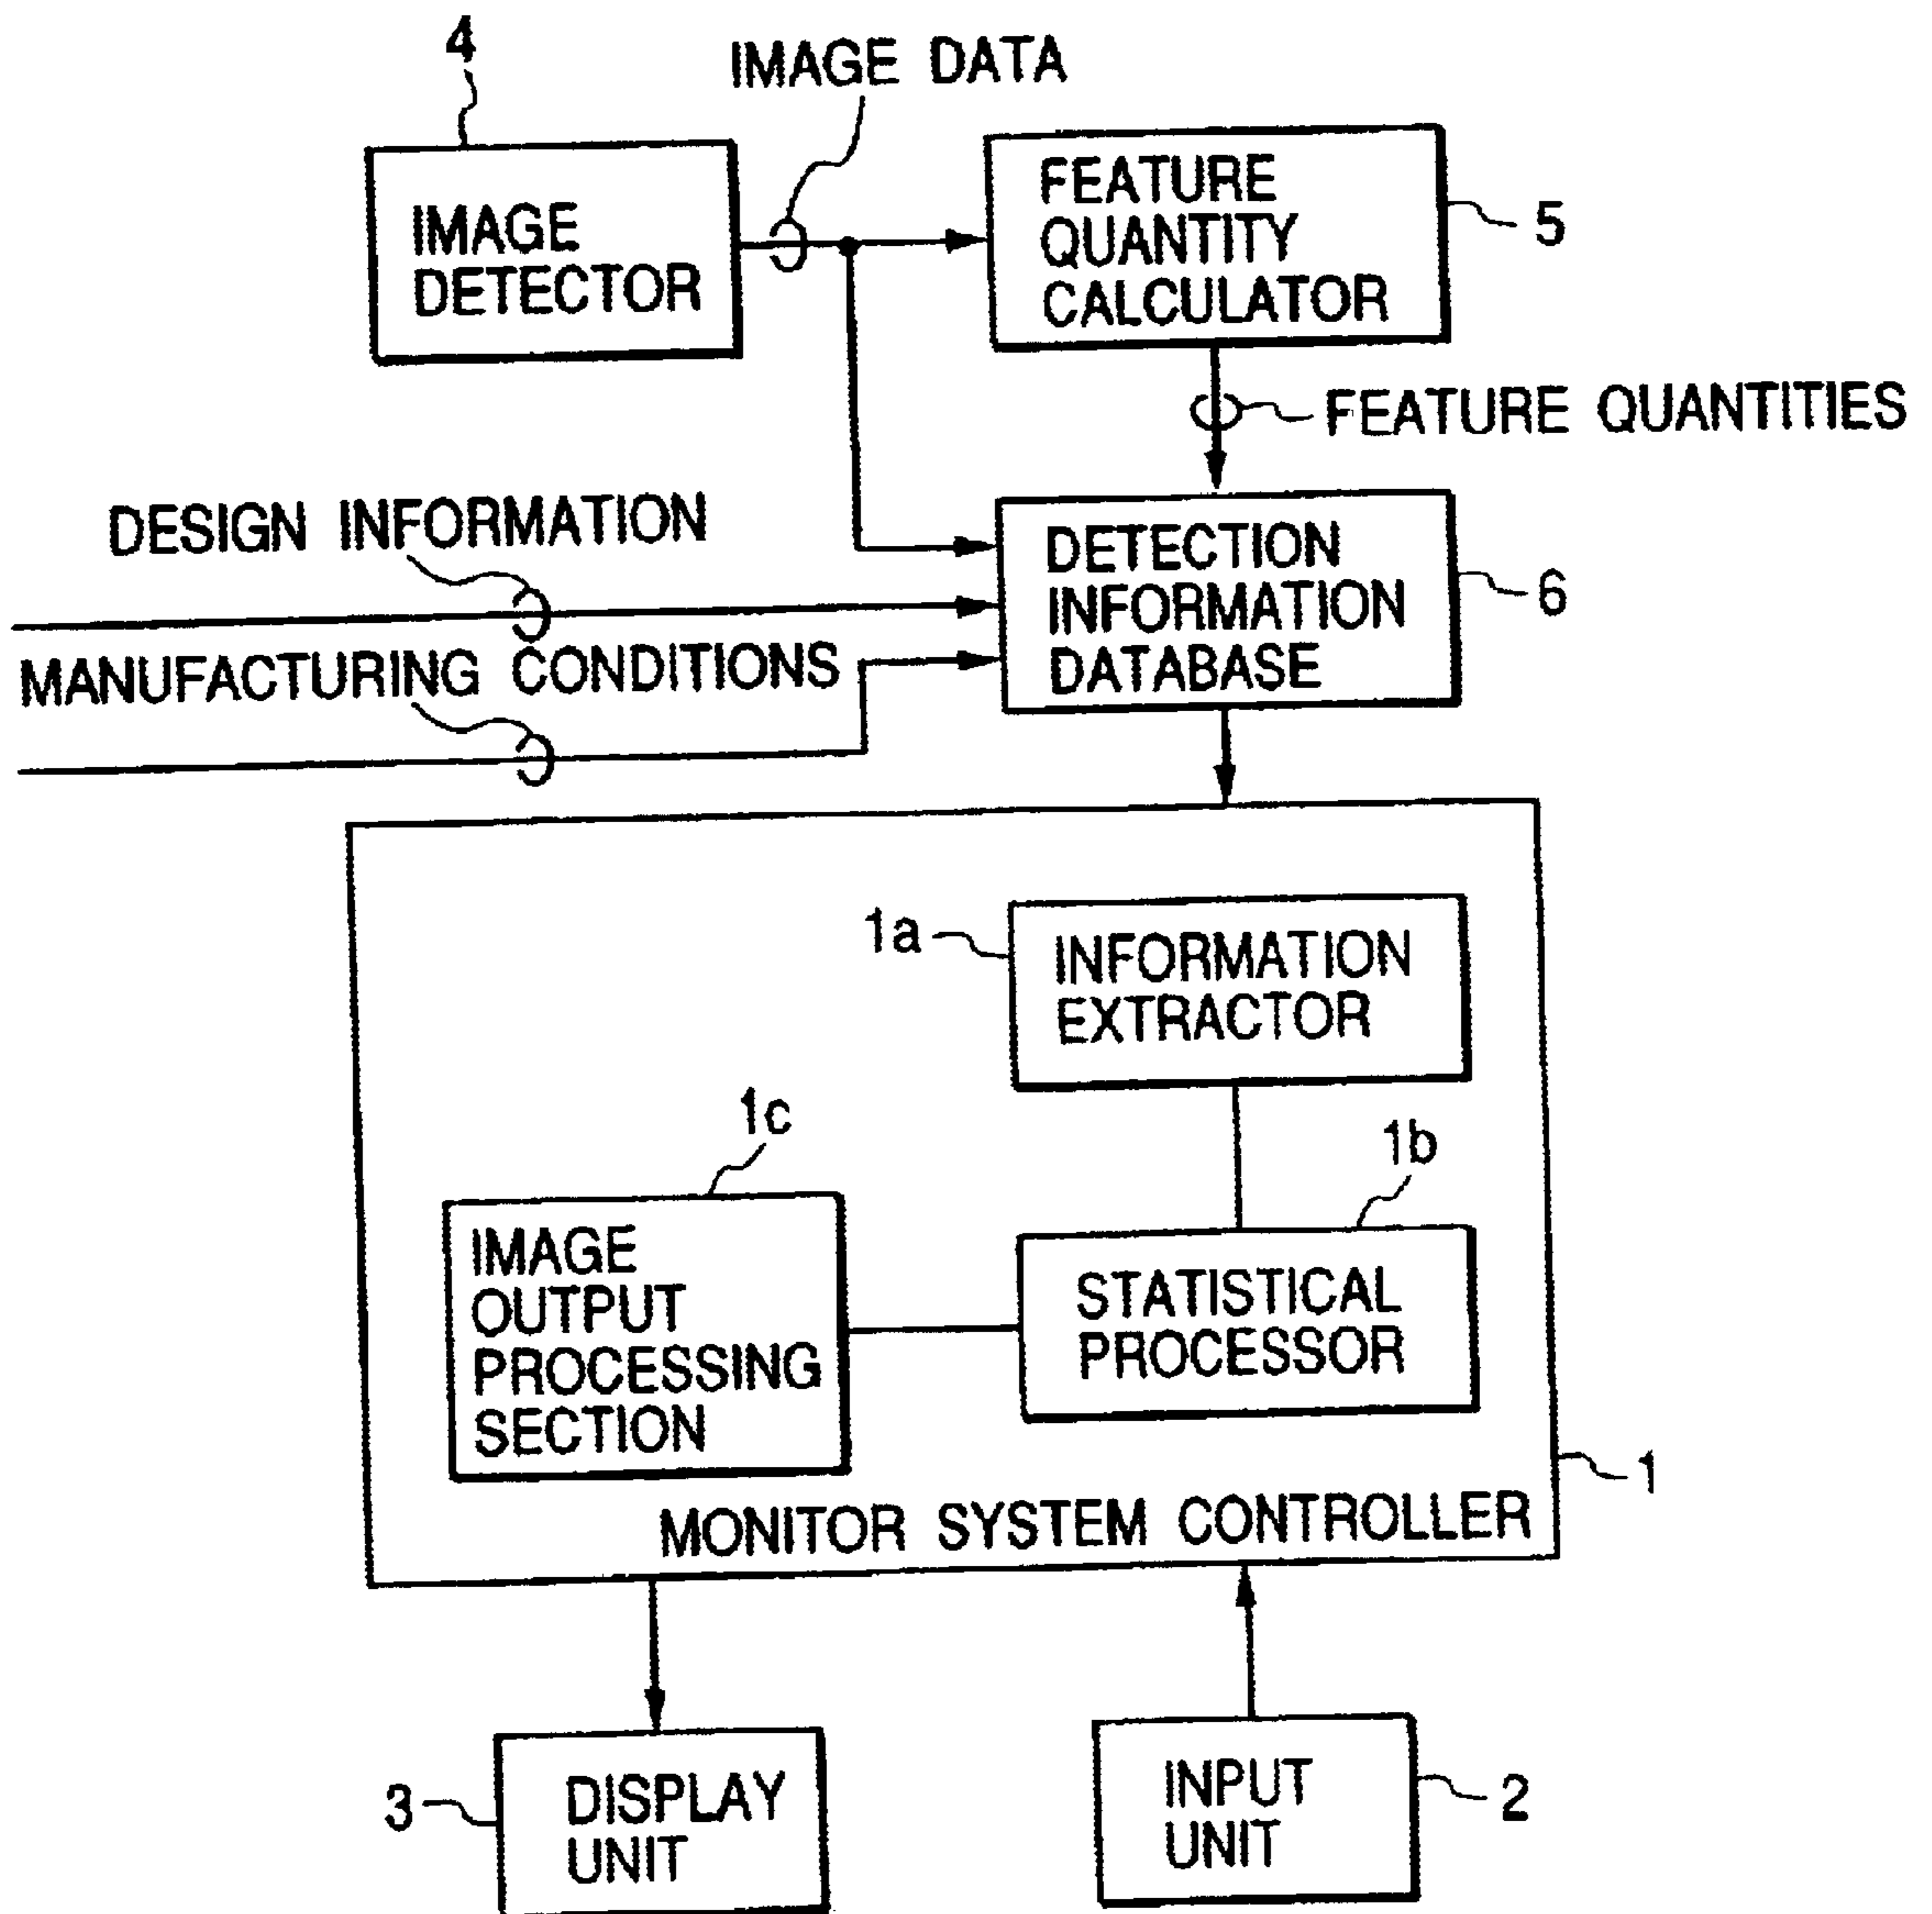 4
IMAGE DATA
IMAGE
DETECTOR
FEATURE
QUANTITY
CALCULATOR
5
FEATURE QUANTITIES
DESIGN INFORMATION
DETECTION
INFORMATION
DATABASE
6
MANUFACTURING CONDITIONS
1a
INFORMATION
EXTRACTOR
1c
1b
IMAGE
OUTPUT
PROCESSING
SECTION
STATISTICAL
PROCESSOR
1
MONITOR SYSTEM CONTROLLER
3
DISPLAY
UNIT
INPUT
UNIT
2